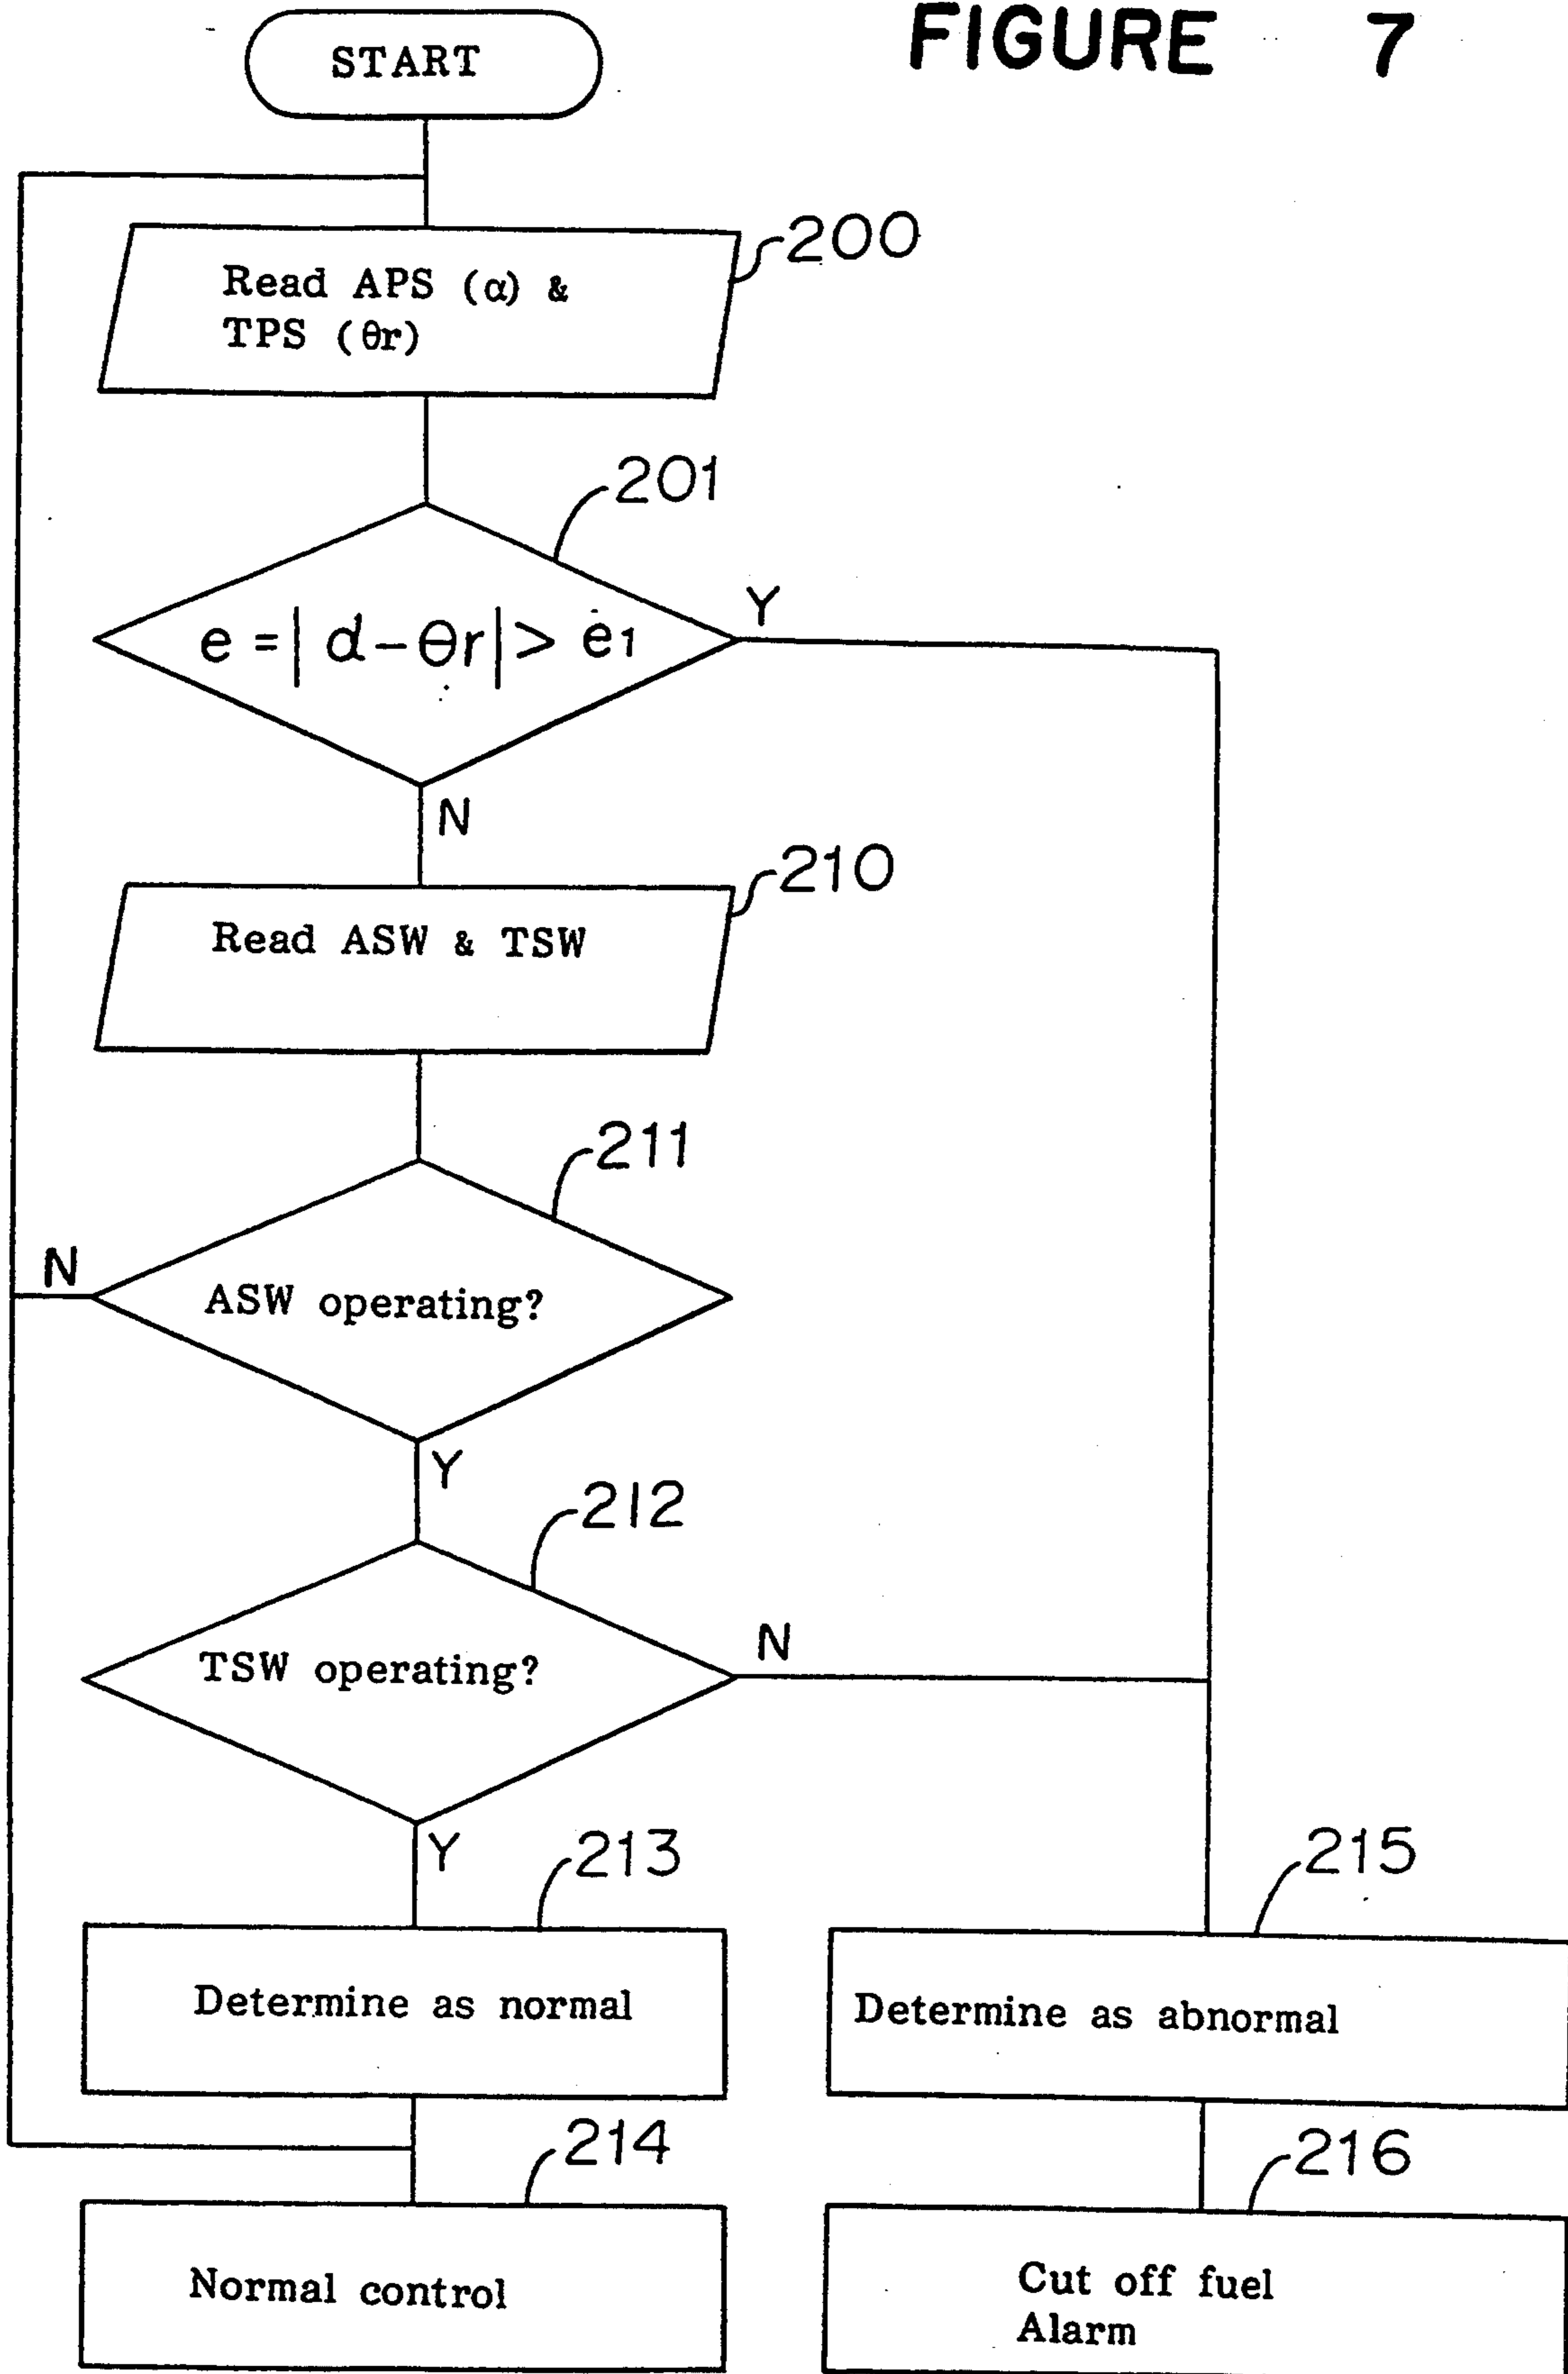 FIGURE 7
START
200
Read APS (α) &
TPS (θr)
201
e = | d - θr | > e1
Y
N
210
Read ASW & TSW
211
N
ASW operating?
Y
212
TSW operating?
N
Y
213
215
Determine as normal
Determine as abnormal
214
216
Normal control
Cut off fuel
Alarm